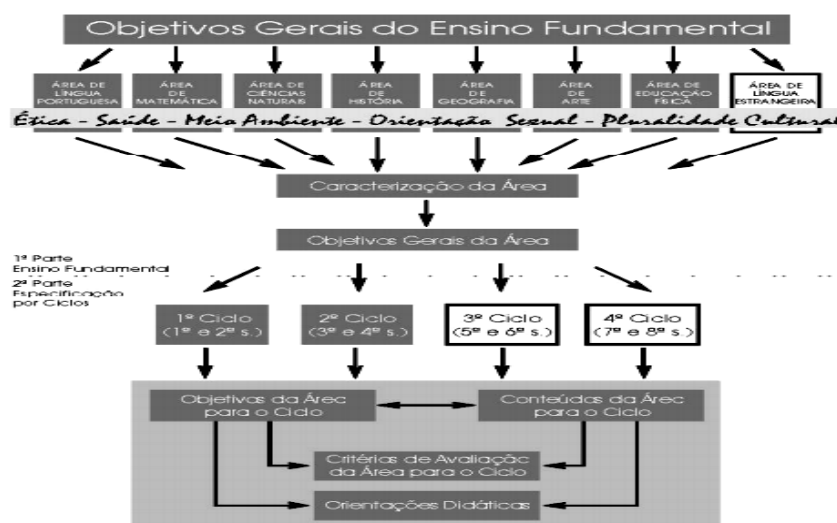 Objetivos Gerais do Ensino Fundamental
ÁREA DE
LÍNGUA
PORTUGUESA
ÁREA
DE
MATEMÁTICA
ÁREA DE
CIÊNCIAS
NATURAIS
ÁREA
DE
HISTÓRIA
ÁREA
DE
GEOGRAFIA
ÁREA
DE
ARTE
ÁREA DE
EDUCAÇÃO
FÍSICA
ÁREA DE
LÍNGUA
ESTRANGEIRA
Ética - Saúde - Meio Ambiente - Orientação Sexual - Pluralidade Cultural
Caracterização da Área
Objetivos Gerais da Área
1ª Parte
Ensino Fundamental
2ª Parte
Especificação
por Ciclos
1º Ciclo
(1ª e 2ª s.)
2º Ciclo
(3ª e 4ª s.)
3º Ciclo
(5ª e 6ª s.)
4º Ciclo
(7ª e 8ª s.)
Objetivos da Área
para o Ciclo
Conteúdos da Área
para o Ciclo
Critérios de Avaliação
da Área para o Ciclo
Orientações Didáticas